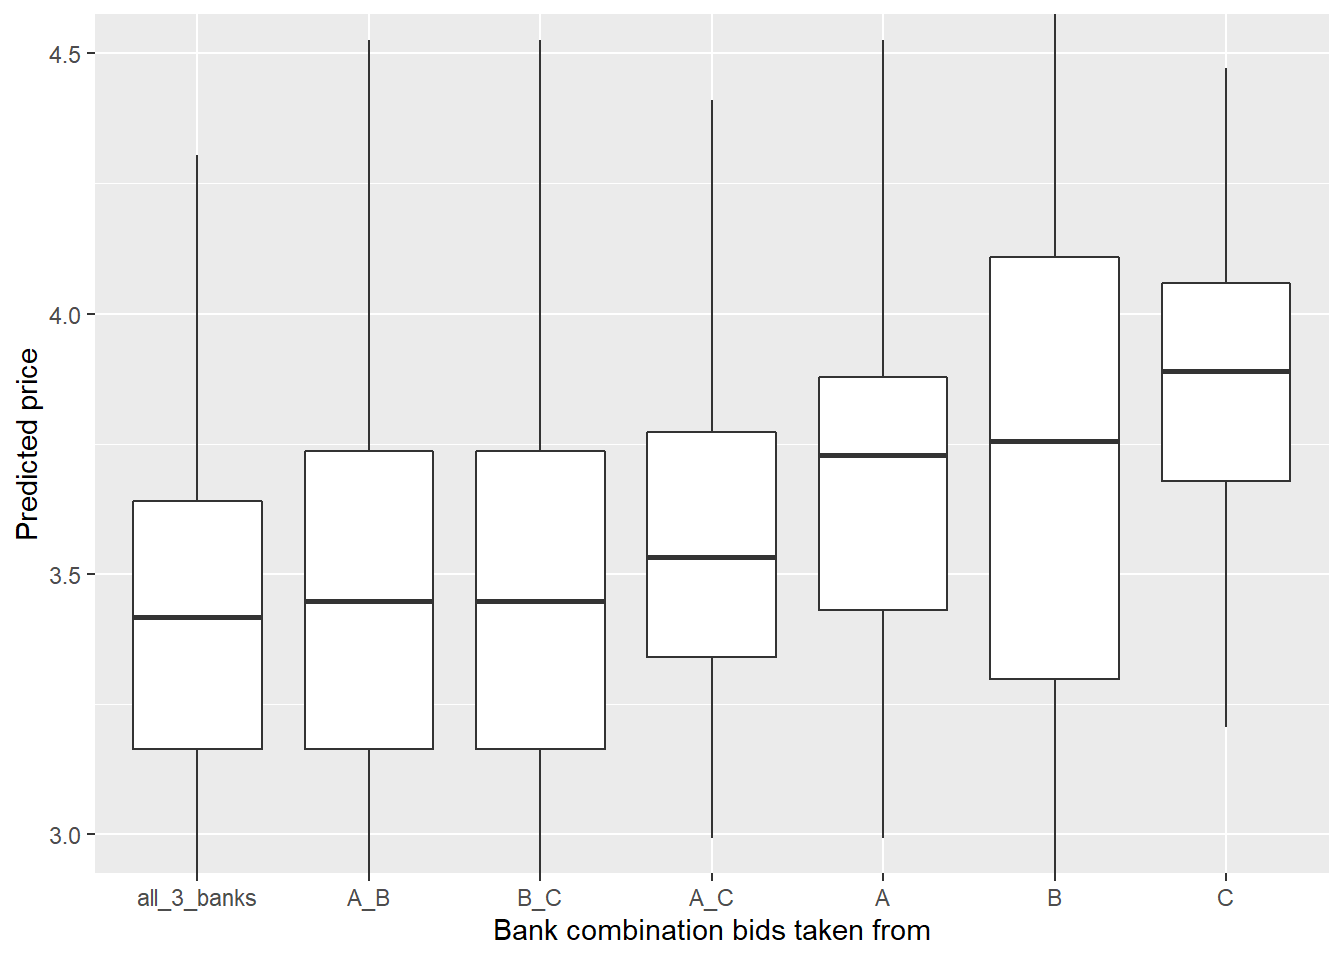 Predicted price
4.5
4.0
3.5
3.0
all_3_banks A_B B_C A_C A B C
Bank combination bids taken from